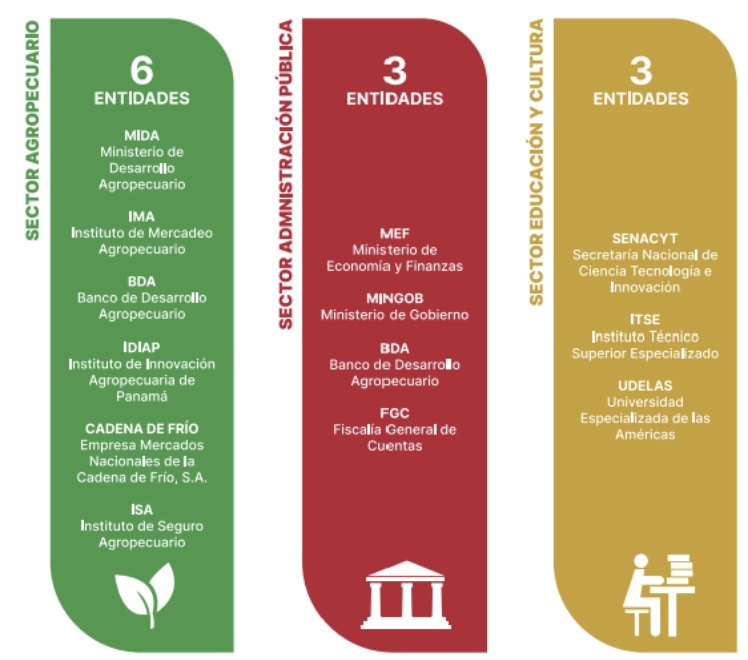 SECTOR AGROPECUARIO
6
ENTIDADES
MIDA
Ministerio de
Desarrollo
Agropecuario
IMA
Instituto de Mercadeo
Agropecuario
BDA
Banco de Desarrollo
Agropecuario
IDIAP
Instituto de Innovación
Agropecuaria de
Panamá
CADENA DE FRÍO
Empresa Mercados
Nacionales de la
Cadena de Frío, S.A.
ISA
Instituto de Seguro
Agropecuario
SECTOR ADMNISTRACIÓN PÚBLICA
3
ENTIDADES
MEF
Ministerio de
Economía y Finanzas
MINGOB
Ministerio de Gobierno
BDA
Banco de Desarrollo
Agropecuario
FGC
Fiscalía General de
Cuentas
SECTOR EDUCACIÓN Y CULTURA
3
ENTIDADES
SENACYT
Secretaría Nacional de
Ciencia Tecnología e
Innovación
ITSE
Instituto Técnico
Superior Especializado
UDELAS
Universidad
Especializada de las
Américas